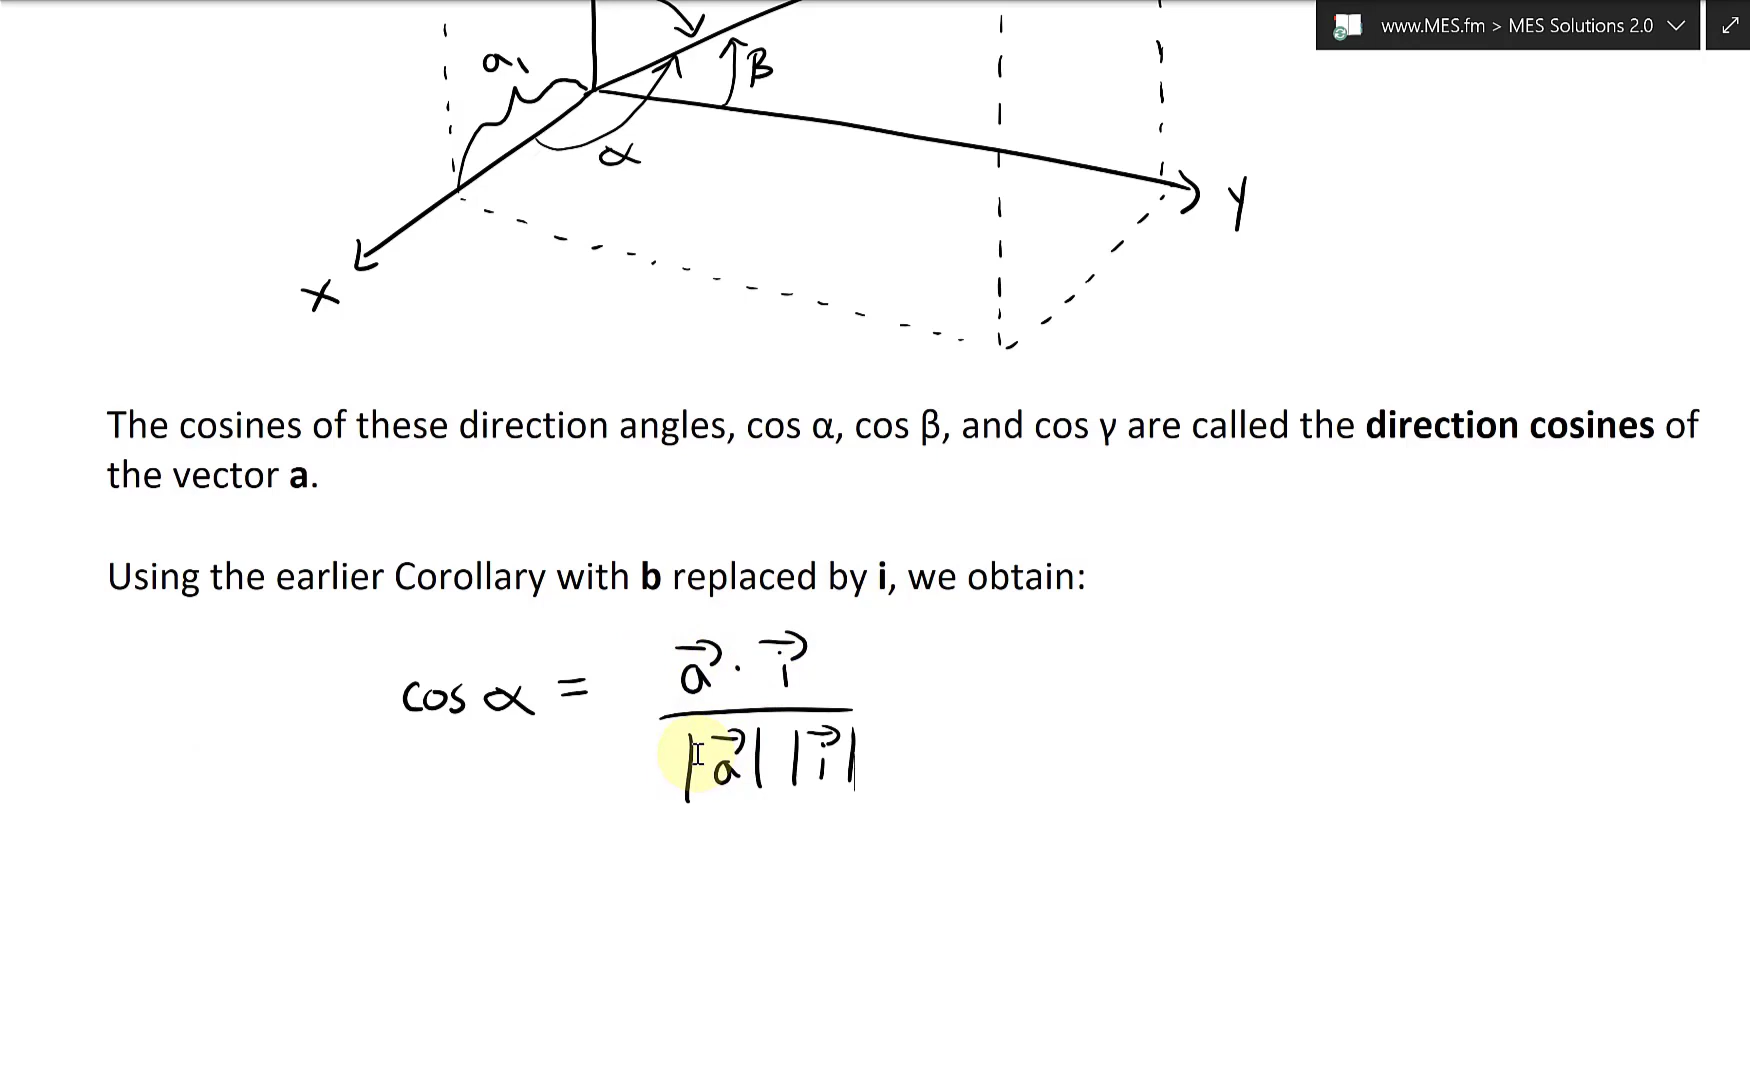 www.MES.fm > MES Solutions 2.0
a₁
β
α
y
x
The cosines of these direction angles, cos α, cos β, and cos γ are called the direction cosines of
the vector a.
Using the earlier Corollary with b replaced by i, we obtain:
cos α = a⃗ · i⃗ / |a⃗| |i⃗|